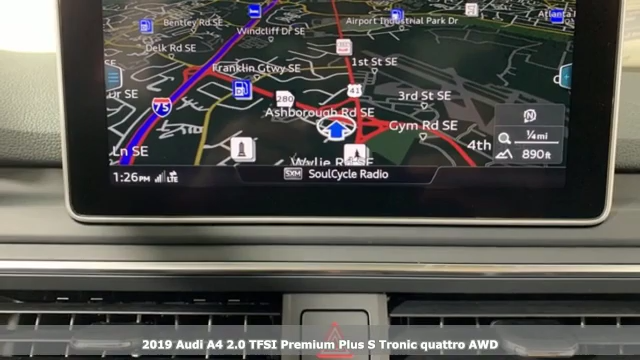 Bentley Rd SE
Airport Industrial Park Dr
Atlanta
Windcliff Dr SE
Delk Rd SE
Franklin Gtwy SE
1st St SE
75
280
41
3rd St SE
Dr SE
Ashborough Rd SE
Gym Rd SE
N
¼mi
4th
890ft
Ln SE
Wylie Rd SE
1:26PM
LTE
SXM
SoulCycle Radio
2019 Audi A4 2.0 TFSI Premium Plus S Tronic quattro AWD